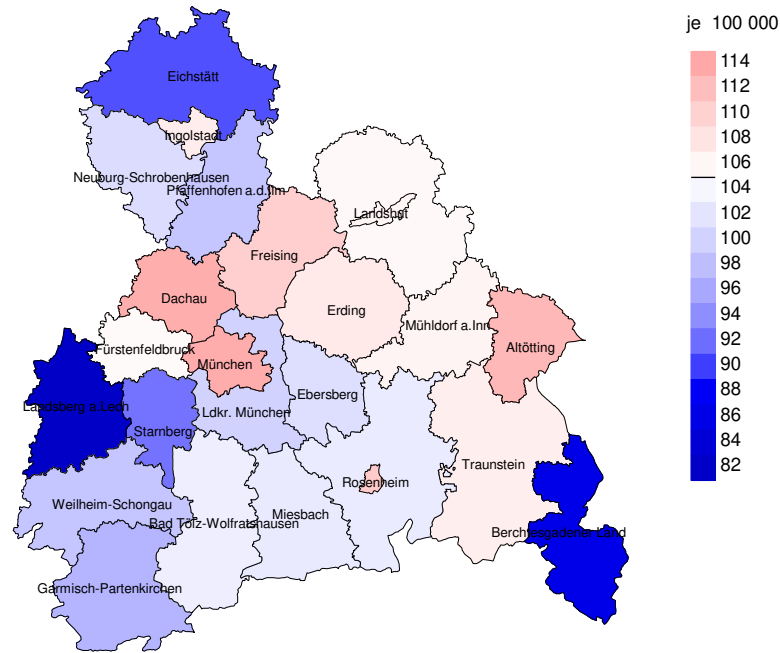 je 100 000
114
112
110
108
106
104
102
100
98
96
94
92
90
88
86
84
82
Eichstätt
Ingolstadt
Neuburg-Schrobenhausen
Pfaffenhofen a.d.Ilm
Landshut
Freising
Dachau
Erding
Mühldorf a.Inn
Altötting
Fürstenfeldbruck
München
Ebersberg
Landsberg a.Lech
Ldkr. München
Starnberg
Traunstein
Rosenheim
Weilheim-Schongau
Miesbach
Bad Tölz-Wolfratshausen
Berchtesgadener Land
Garmisch-Partenkirchen